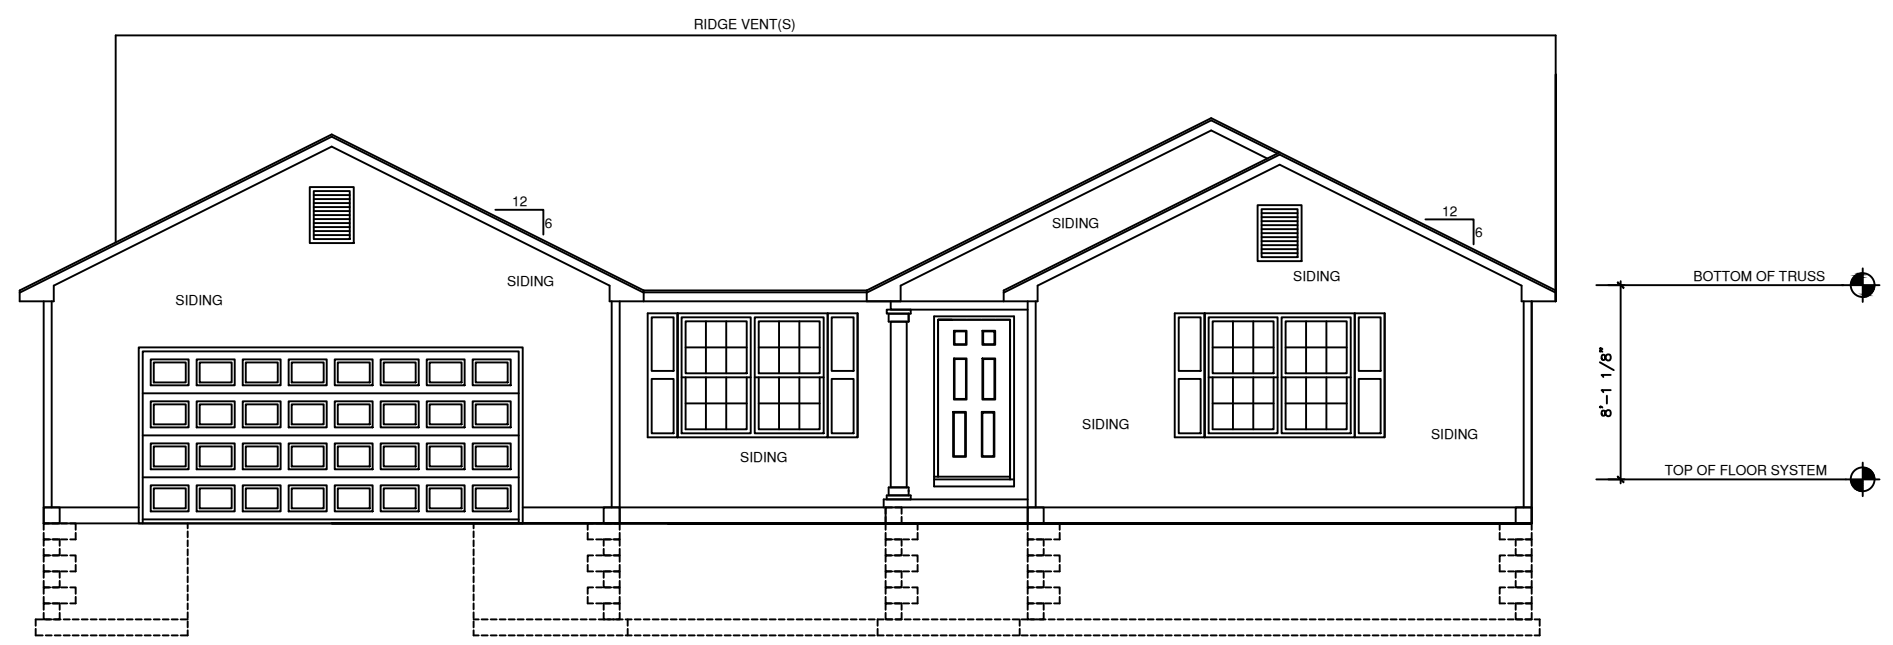 RIDGE VENT(S)
12
6
12
6
SIDING
SIDING
SIDING
SIDING
BOTTOM OF TRUSS
8'-1 1/8"
SIDING
SIDING
SIDING
TOP OF FLOOR SYSTEM